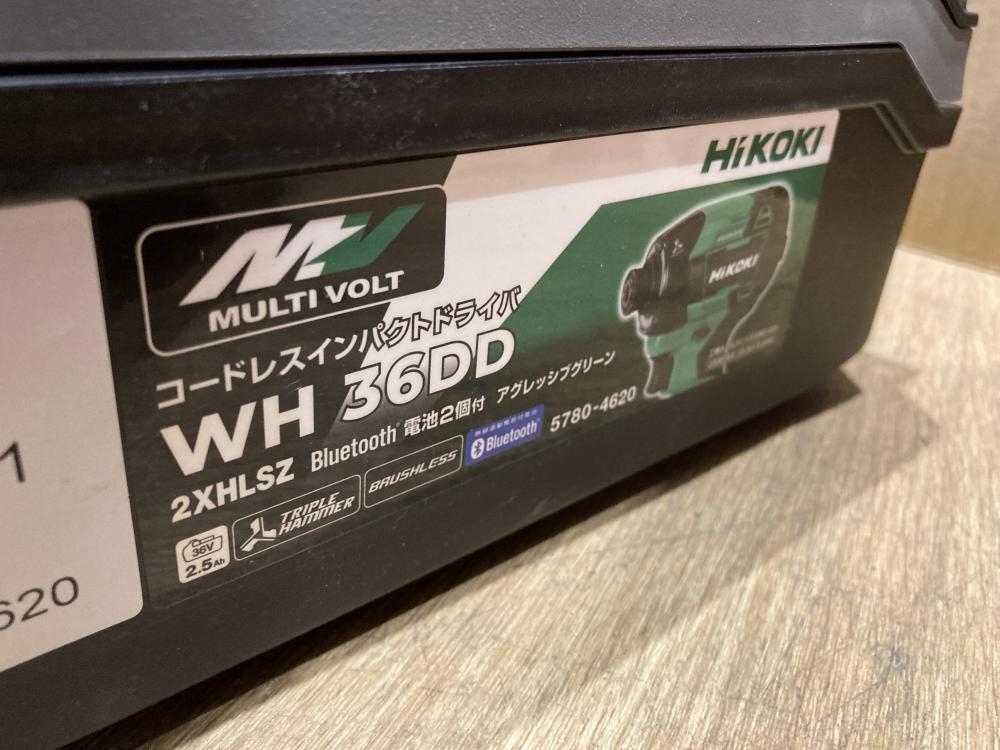 HiKOKI
MV
MULTI VOLT
コードレスインパクトドライバ
WH 36DD
2XHLSZ Bluetooth® 電池2個付 アグレッシブグリーン
36V
2.5Ah
TRIPLE
HAMMER
BRUSHLESS
Bluetooth®
5780-4620
HiKOKI
1
620